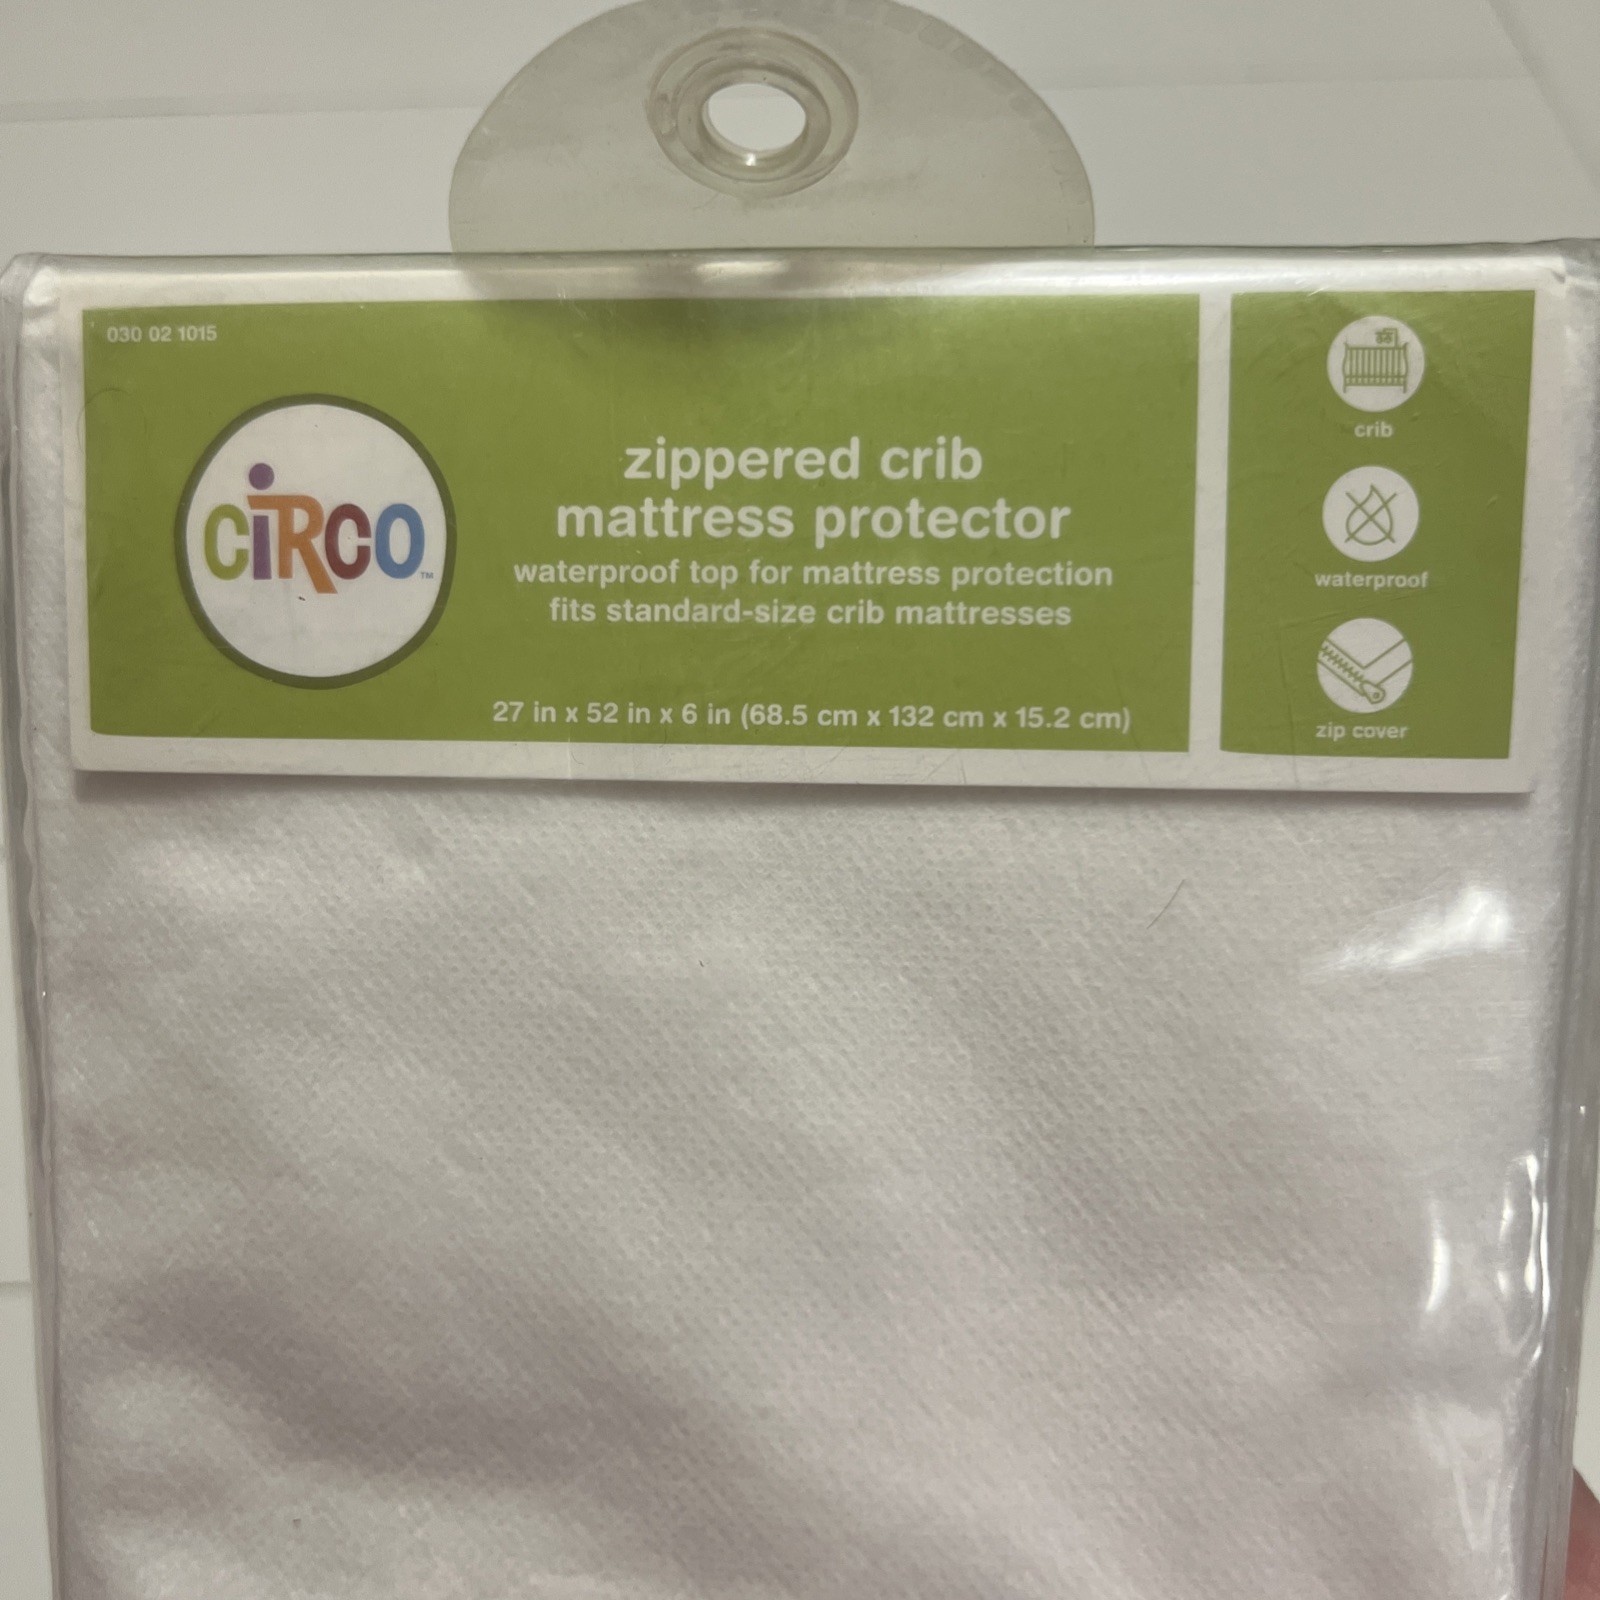 030 02 1015
CiRCO™
zippered crib
mattress protector
waterproof top for mattress protection
fits standard-size crib mattresses
27 in x 52 in x 6 in (68.5 cm x 132 cm x 15.2 cm)
crib
waterproof
zip cover